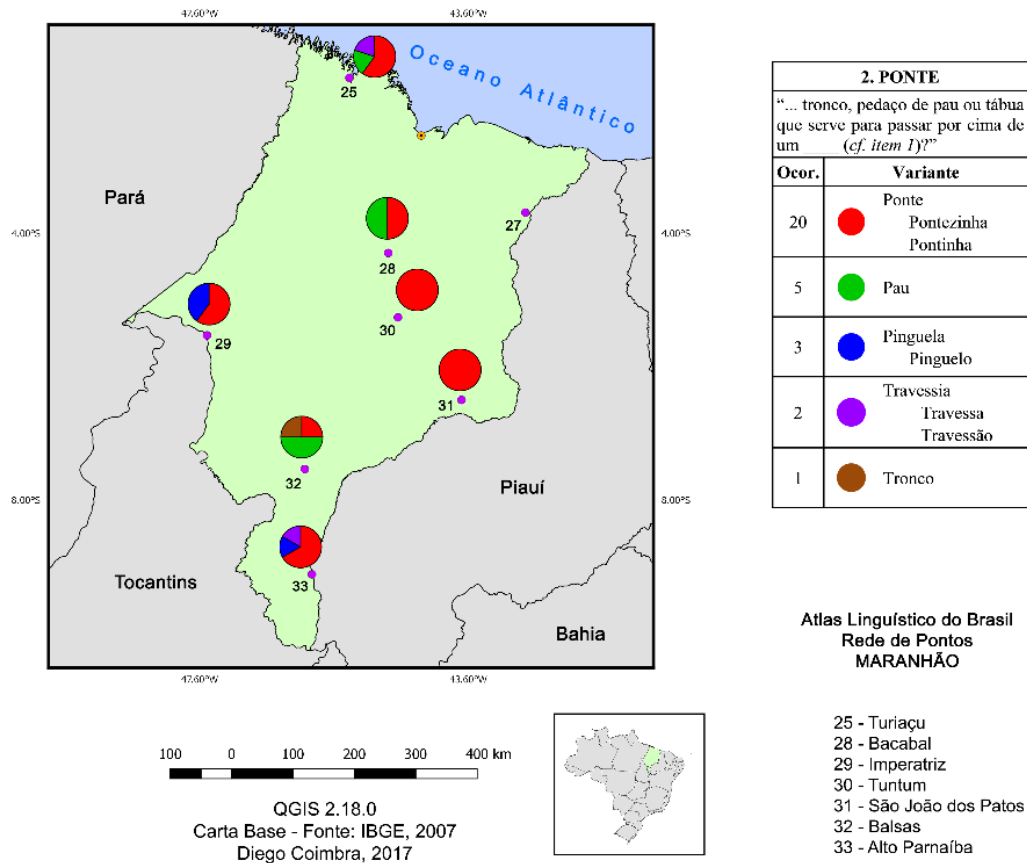 47.60°W
43.60°W
Oceano Atlântico
25
Pará
27
4.00°S
4.00°S
28
30
29
31
32
Piauí
8.00°S
8.00°S
33
Tocantins
Bahia
47.60°W
43.60°W
2. PONTE
“... tronco, pedaço de pau ou tábua
que serve para passar por cima de
um ____ (cf. item 1)?”
Ocor. Variante
20 Ponte
Pontezinha
Pontinha
5 Pau
3 Pinguela
Pinguelo
2 Travessia
Travessa
Travessão
1 Tronco
Atlas Linguístico do Brasil
Rede de Pontos
MARANHÃO
25 - Turiaçu
28 - Bacabal
29 - Imperatriz
30 - Tuntum
31 - São João dos Patos
32 - Balsas
33 - Alto Parnaíba
100 0 100 200 300 400 km
QGIS 2.18.0
Carta Base - Fonte: IBGE, 2007
Diego Coimbra, 2017